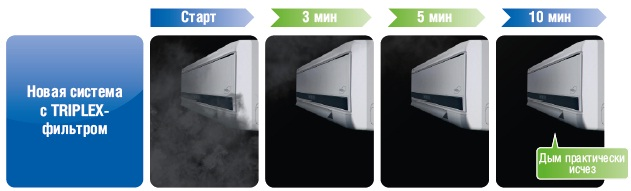 Старт
3 мин
5 мин
10 мин
Новая система
с TRIPLEX-
фильтром
Дым практически
исчез